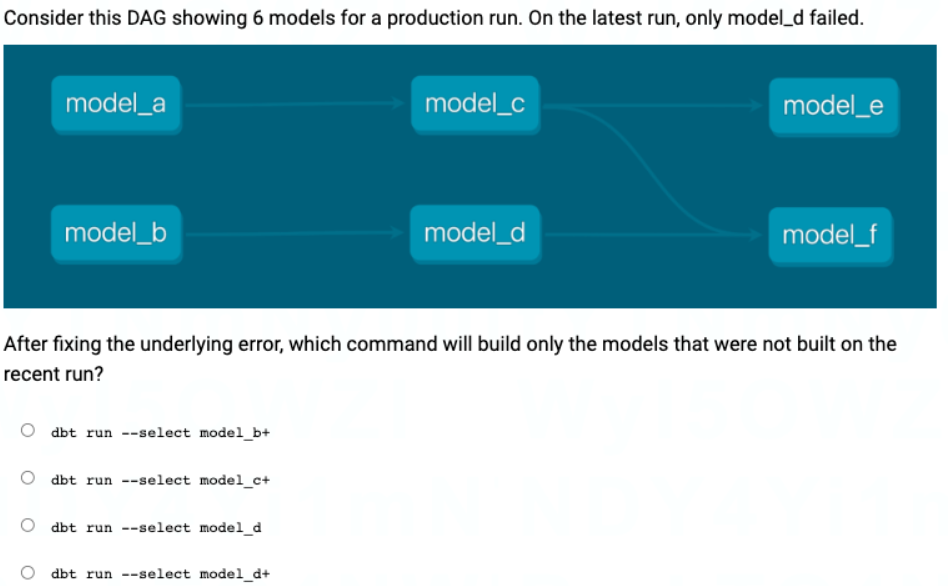 Consider this DAG showing 6 models for a production run. On the latest run, only model_d failed.
model_a
model_c
model_e
model_b
model_d
model_f
After fixing the underlying error, which command will build only the models that were not built on the
recent run?
dbt run --select model_b+
dbt run --select model_c+
dbt run --select model_d
dbt run --select model_d+